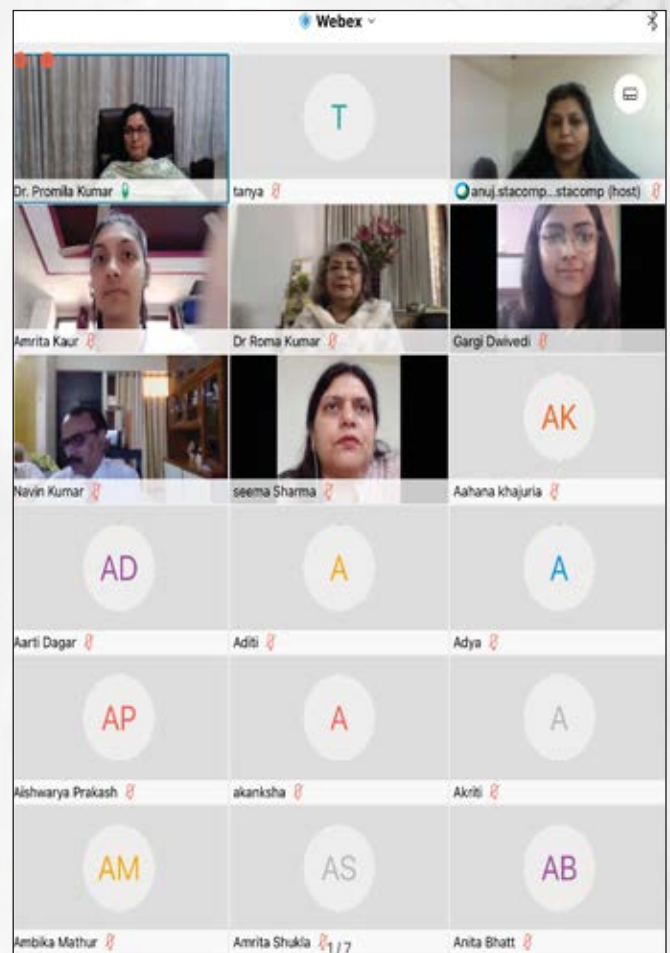 Webex
T
Dr. Promila Kumar
tanya
anuj.stacomp...stacomp (host)
Amrita Kaur
Dr Roma Kumar
Gargi Dwivedi
AK
Navin Kumar
seema Sharma
Aahana khajuria
AD
A
A
Aarti Dagar
Aditi
Adya
AP
A
A
Aishwarya Prakash
akanksha
Akriti
AM
AS
AB
Ambika Mathur
Amrita Shukla
1/7
Anita Bhatt